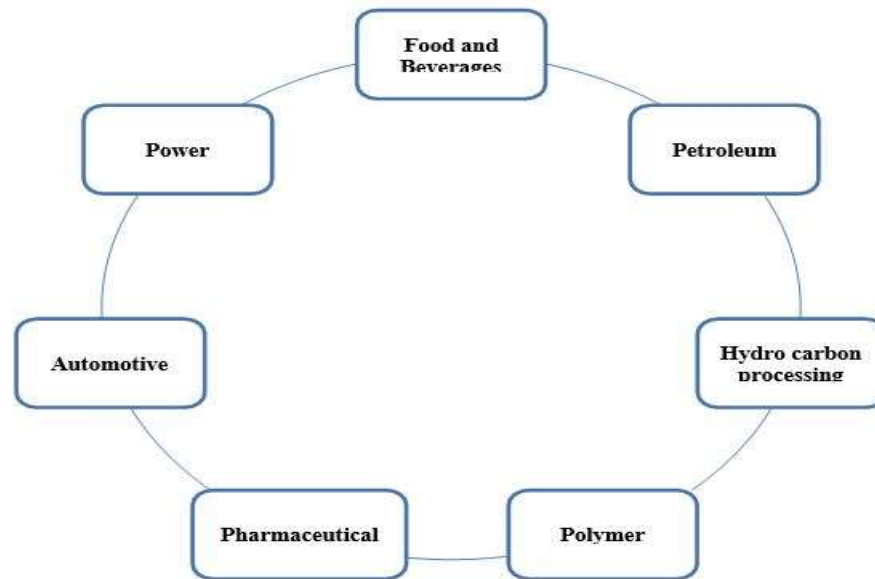 Food and
Beverages
Power
Petroleum
Automotive
Hydro carbon
processing
Pharmaceutical
Polymer